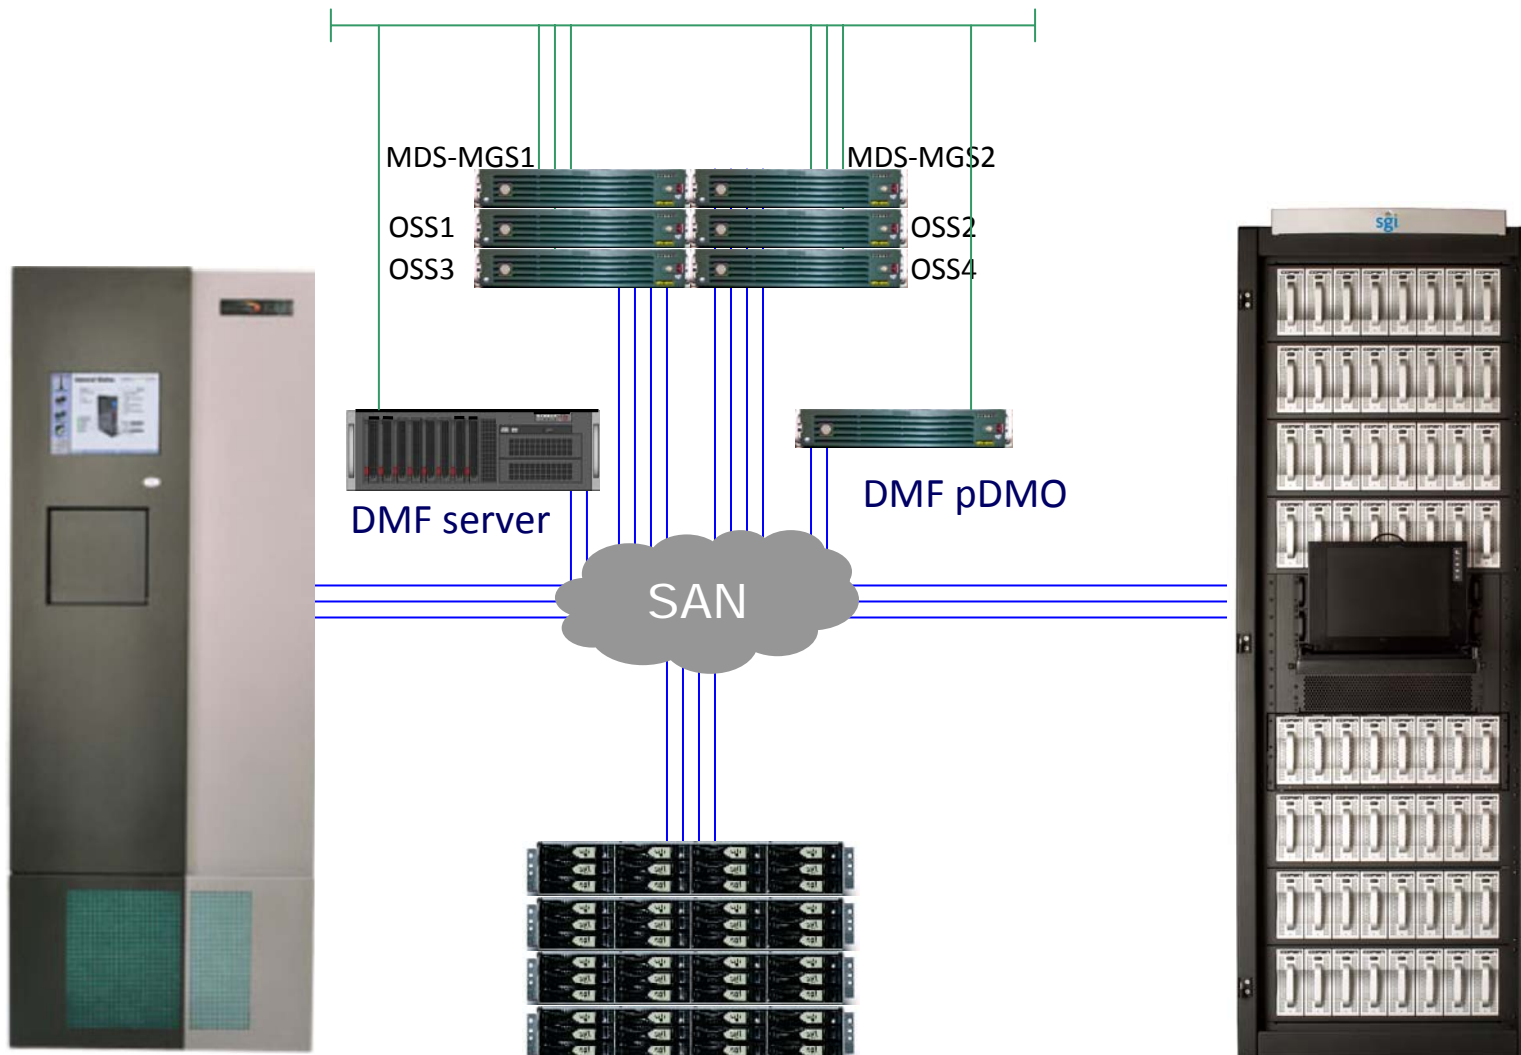 MDS-MGS1
MDS-MGS2
OSS1
OSS2
OSS3
OSS4
sgi
DMF server
DMF pDMO
SAN